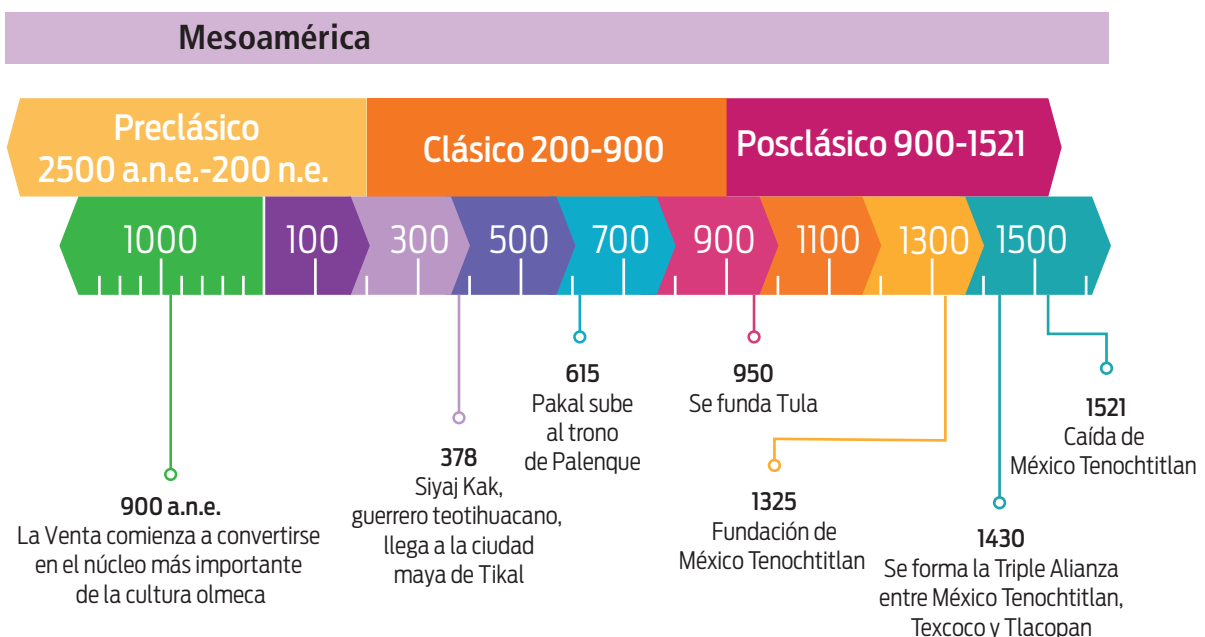 Mesoamérica
Preclásico
2500 a.n.e.-200 n.e.
Clásico 200-900
Posclásico 900-1521
1000
100
300
500
700
900
1100
1300
1500
900 a.n.e.
La Venta comienza a convertirse
en el núcleo más importante
de la cultura olmeca
378
Siyaj Kak,
guerrero teotihuacano,
llega a la ciudad
maya de Tikal
615
Pakal sube
al trono
de Palenque
950
Se funda Tula
1325
Fundación de
México Tenochtitlan
1430
Se forma la Triple Alianza
entre México Tenochtitlan,
Texcoco y Tlacopan
1521
Caída de
México Tenochtitlan